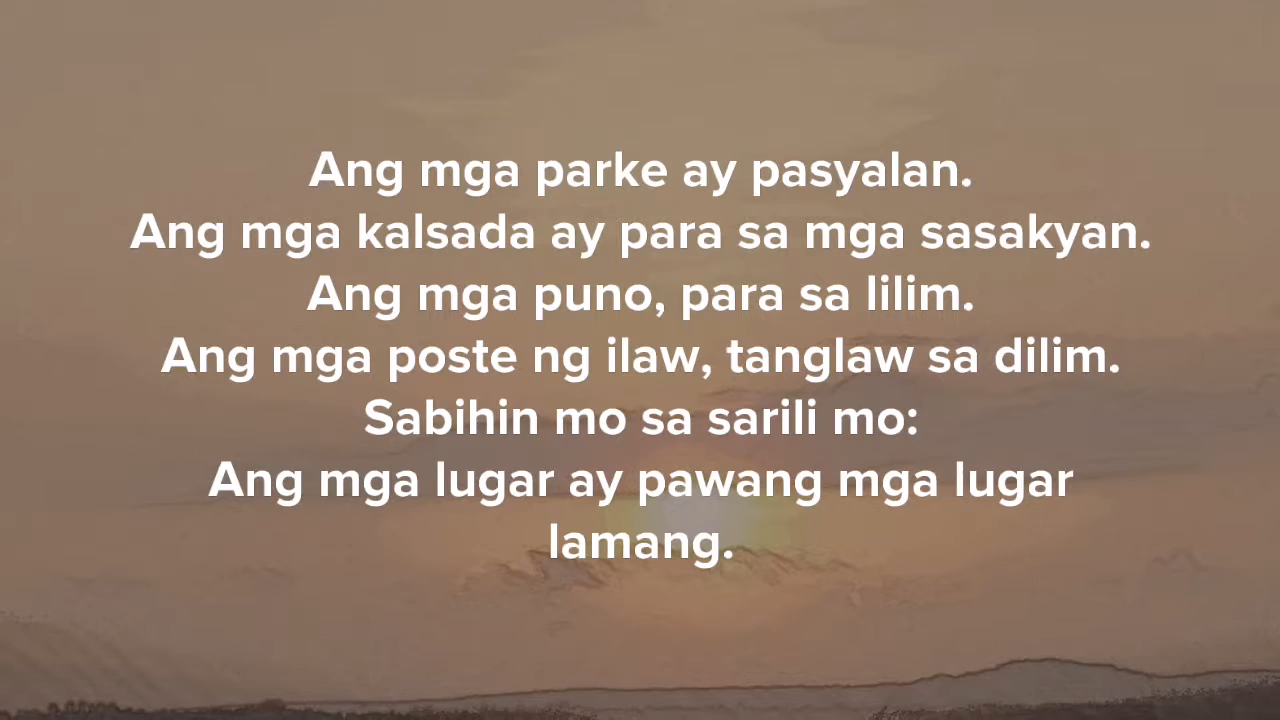 Ang mga parke ay pasyalan.
Ang mga kalsada ay para sa mga sasakyan.
Ang mga puno, para sa lilim.
Ang mga poste ng ilaw, tanglaw sa dilim.
Sabihin mo sa sarili mo:
Ang mga lugar ay pawang mga lugar
lamang.